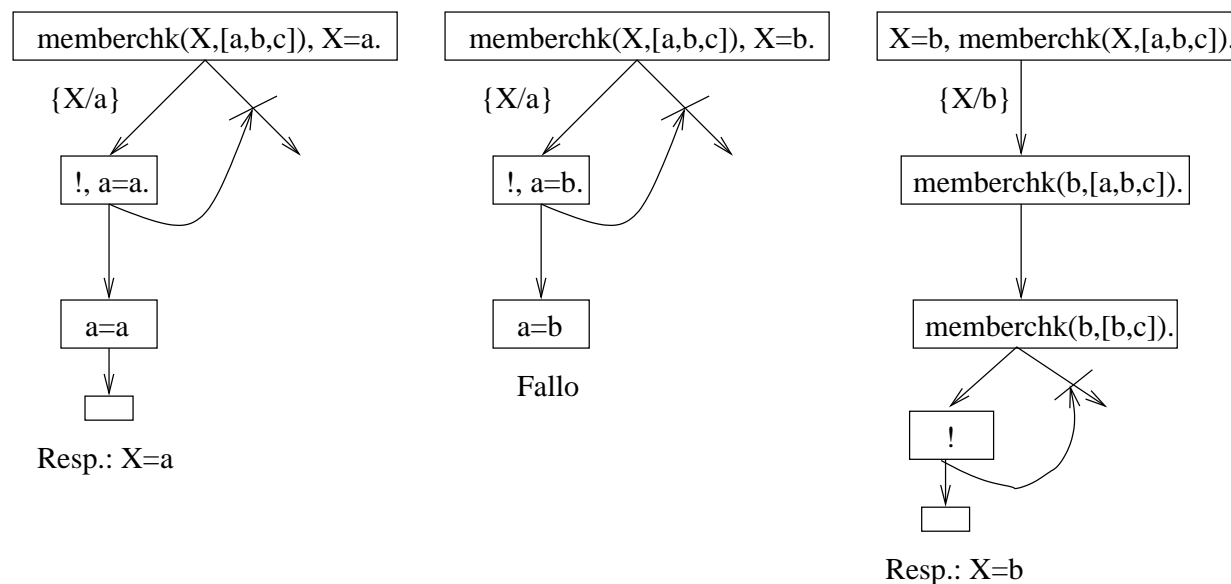 memberchk(X,[a,b,c]), X=a.
{X/a}
!, a=a.
a=a
Resp.: X=a
memberchk(X,[a,b,c]), X=b.
{X/a}
!, a=b.
a=b
Fallo
X=b, memberchk(X,[a,b,c]).
{X/b}
memberchk(b,[a,b,c]).
memberchk(b,[b,c]).
!
Resp.: X=b